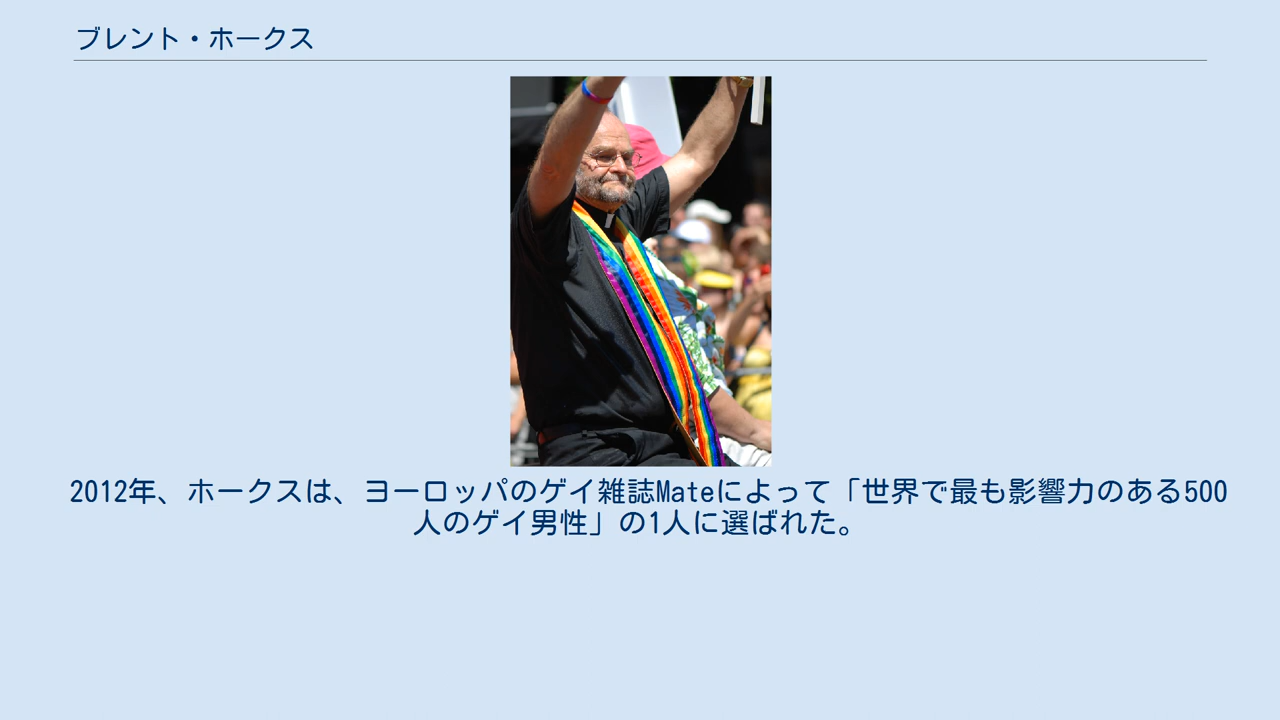 ブレント・ホークス
2012年、ホークスは、ヨーロッパのゲイ雑誌Mateによって「世界で最も影響力のある500
人のゲイ男性」の1人に選ばれた。